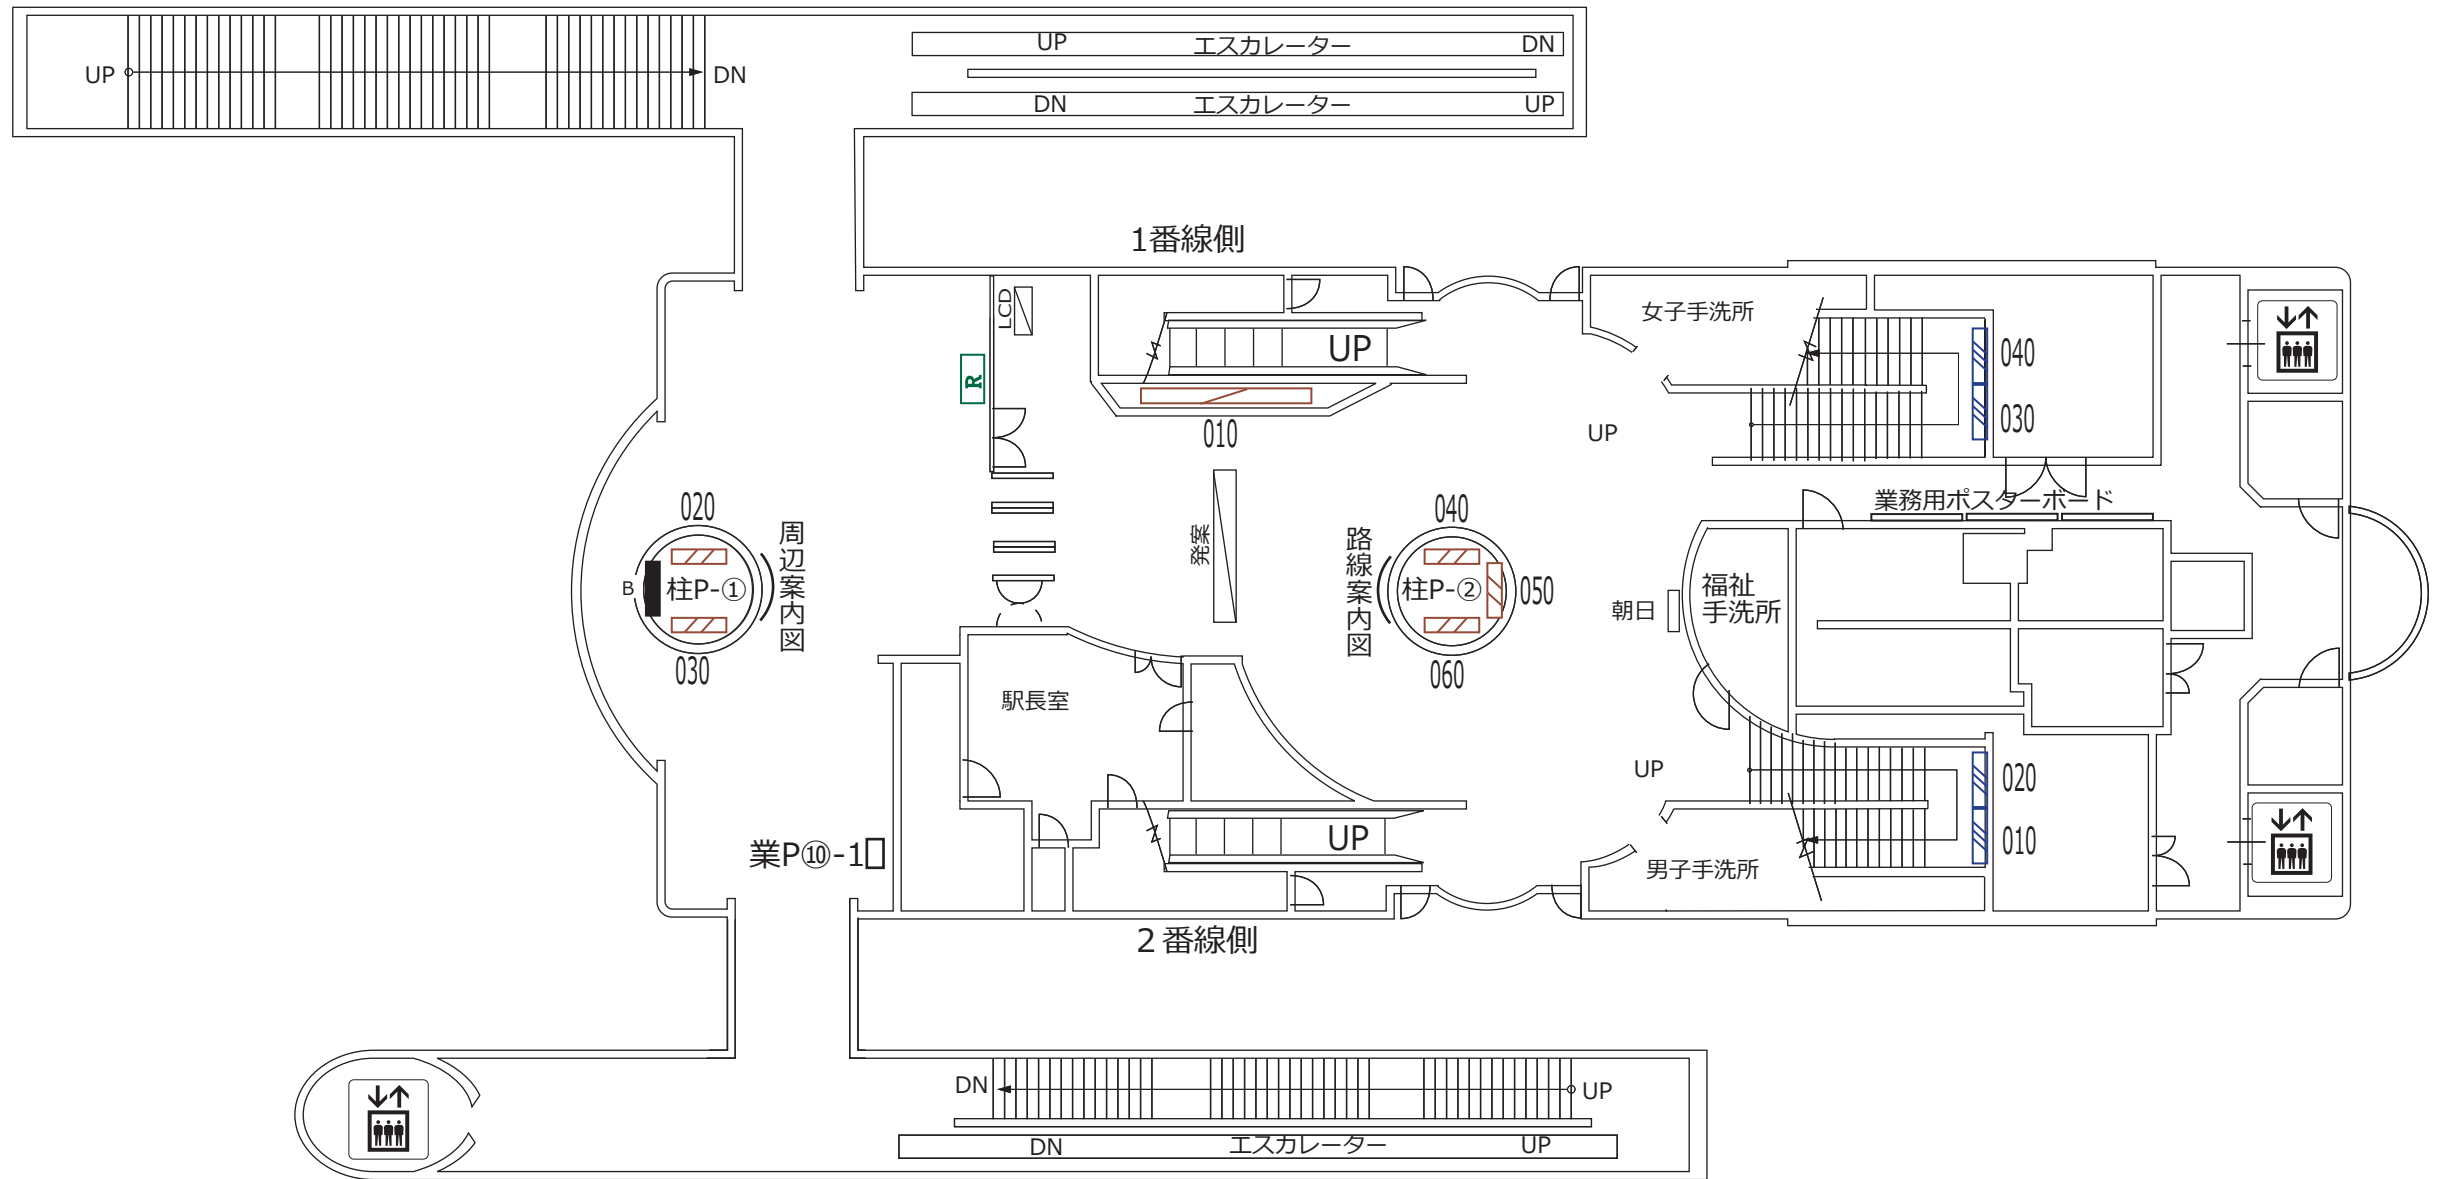 UP
エスカレーター
DN
UP
DN
DN
エスカレーター
UP
1番線側
LCD
R
UP
010
女子手洗所
UP
040
030
業務用ポスターボード
020
B
柱P-①
030
周辺案内図
発案
路線案内図
040
柱P-②
050
060
朝日
福祉
手洗所
駅長室
UP
UP
020
010
業P⑩-1
男子手洗所
2番線側
DN
UP
DN
エスカレーター
UP